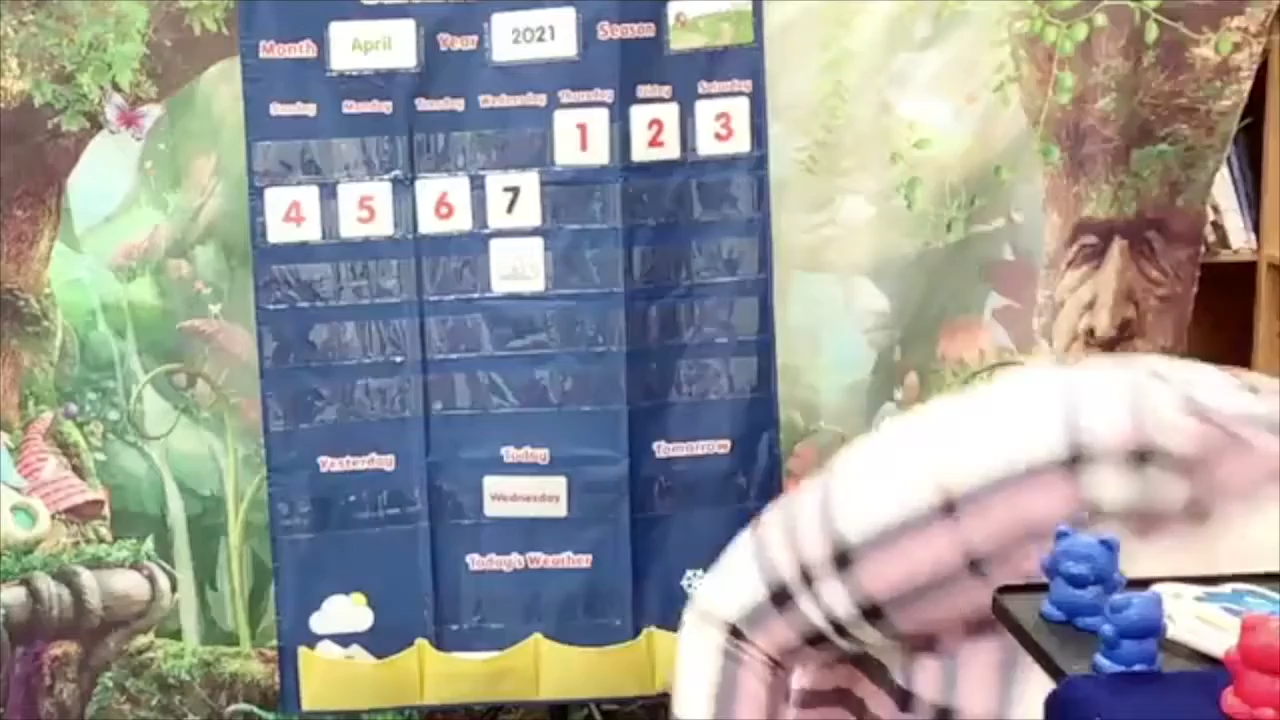 Month April Year 2021 Season
Sunday Monday Tuesday Wednesday Thursday Friday Saturday
1 2 3
4 5 6 7
Yesterday Today Tomorrow
Wednesday
Today's Weather